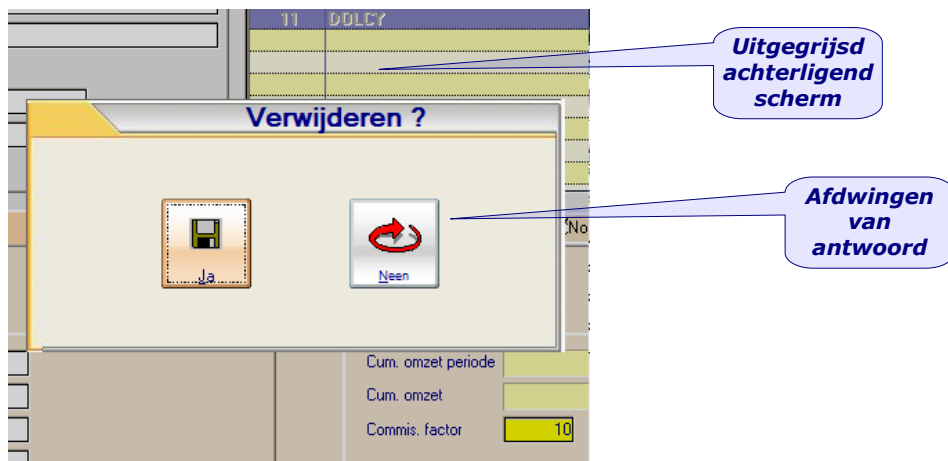 11 DOLCY
Uitgegrijsd
achterligend
scherm
Verwijderen ?
Afdwingen
van
antwoord
(No
Ja
Neen
Cum. omzet periode
Cum. omzet
Commis. factor 10